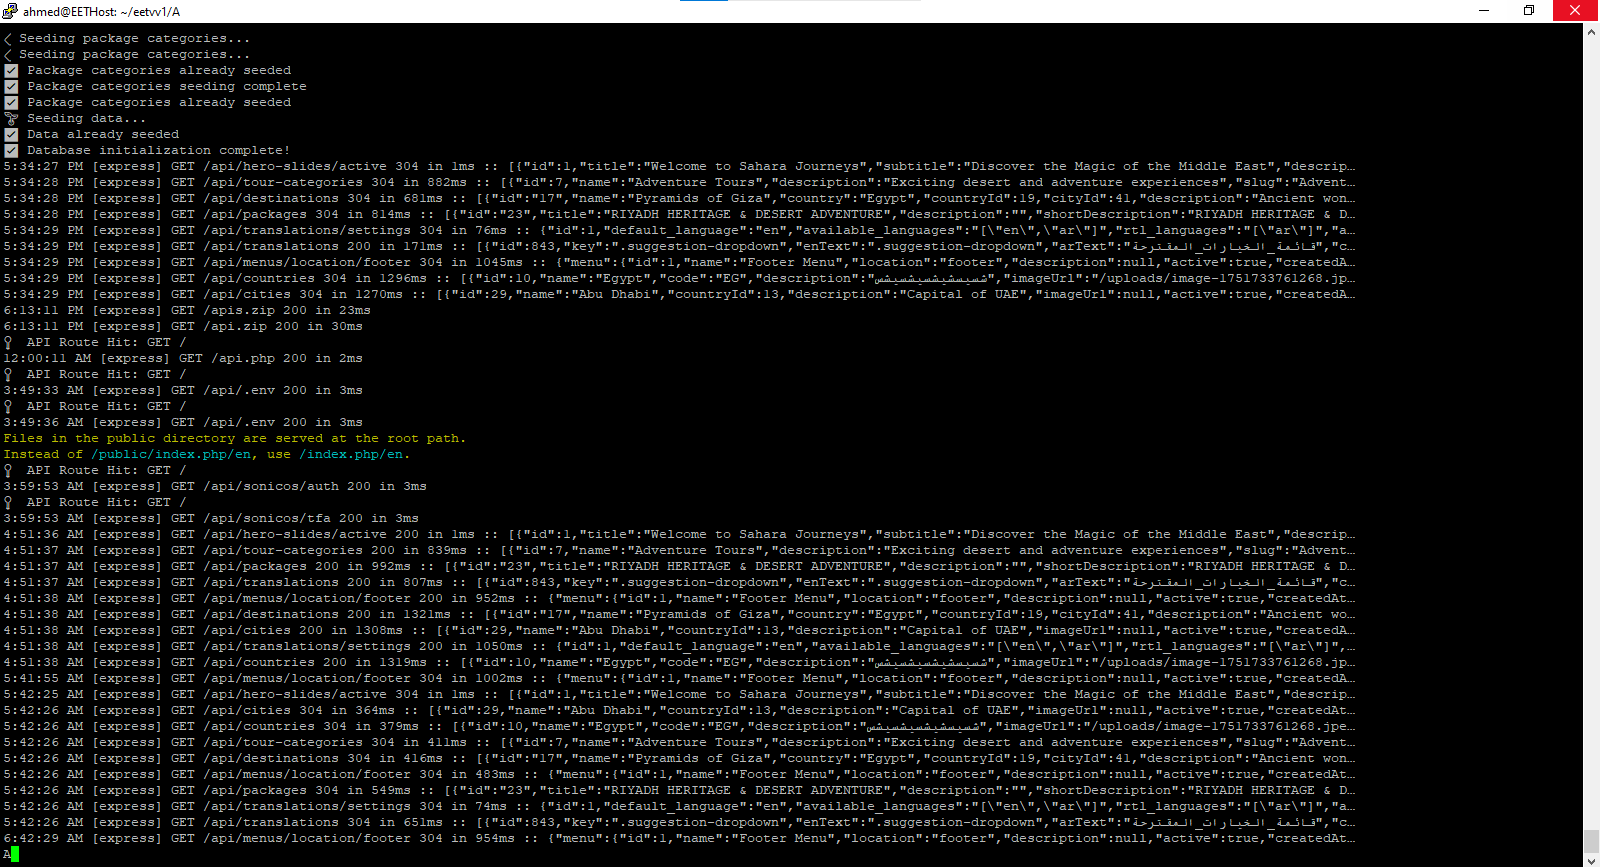 ahmed@EETHost: ~/eetvv1/A
Seeding package categories...
Seeding package categories...
Package categories already seeded
Package categories seeding complete
Package categories already seeded
Seeding data...
Data already seeded
Database initialization complete!
5:34:27 PM [express] GET /api/hero-slides/active 304 in 1ms :: [{"id":1,"title":"Welcome to Sahara Journeys","subtitle":"Discover the Magic of the Middle East","descrip…
5:34:28 PM [express] GET /api/tour-categories 304 in 882ms :: [{"id":7,"name":"Adventure Tours","description":"Exciting desert and adventure experiences","slug":"Advent…
5:34:28 PM [express] GET /api/destinations 304 in 681ms :: [{"id":"17","name":"Pyramids of Giza","country":"Egypt","countryId":19,"cityId":41,"description":"Ancient won…
5:34:28 PM [express] GET /api/packages 304 in 814ms :: [{"id":"23","title":"RIYADH HERITAGE & DESERT ADVENTURE","description":"","shortDescription":"RIYADH HERITAGE & D…
5:34:29 PM [express] GET /api/translations/settings 304 in 76ms :: {"id":1,"default_language":"en","available_languages":"[\"en\",\"ar\"]","rtl_languages":"[\"ar\"]","a…
5:34:29 PM [express] GET /api/translations 200 in 171ms :: [{"id":843,"key":".suggestion-dropdown","enText":".suggestion-dropdown","arText":"قائمة_الخيارات_المقترحة","c…
5:34:29 PM [express] GET /api/menus/location/footer 304 in 1045ms :: {"menu":{"id":1,"name":"Footer Menu","location":"footer","description":null,"active":true,"createdA…
5:34:29 PM [express] GET /api/countries 304 in 1296ms :: [{"id":10,"name":"Egypt","code":"EG","description":"شسيسشيشسيشسيشس","imageUrl":"/uploads/image-1751733761268.jp…
5:34:29 PM [express] GET /api/cities 304 in 1270ms :: [{"id":29,"name":"Abu Dhabi","countryId":13,"description":"Capital of UAE","imageUrl":null,"active":true,"createdA…
6:13:11 PM [express] GET /apis.zip 200 in 23ms
6:13:11 PM [express] GET /api.zip 200 in 30ms
API Route Hit: GET /
12:00:11 AM [express] GET /api.php 200 in 2ms
API Route Hit: GET /
3:49:33 AM [express] GET /api/.env 200 in 3ms
API Route Hit: GET /
3:49:36 AM [express] GET /api/.env 200 in 3ms
Files in the public directory are served at the root path.
Instead of /public/index.php/en, use /index.php/en.
API Route Hit: GET /
3:59:53 AM [express] GET /api/sonicos/auth 200 in 3ms
API Route Hit: GET /
3:59:53 AM [express] GET /api/sonicos/tfa 200 in 3ms
4:51:36 AM [express] GET /api/hero-slides/active 200 in 1ms :: [{"id":1,"title":"Welcome to Sahara Journeys","subtitle":"Discover the Magic of the Middle East","descrip…
4:51:37 AM [express] GET /api/tour-categories 200 in 839ms :: [{"id":7,"name":"Adventure Tours","description":"Exciting desert and adventure experiences","slug":"Advent…
4:51:37 AM [express] GET /api/packages 200 in 992ms :: [{"id":"23","title":"RIYADH HERITAGE & DESERT ADVENTURE","description":"","shortDescription":"RIYADH HERITAGE & D…
4:51:37 AM [express] GET /api/translations 200 in 807ms :: [{"id":843,"key":".suggestion-dropdown","enText":".suggestion-dropdown","arText":"قائمة_الخيارات_المقترحة","c…
4:51:38 AM [express] GET /api/menus/location/footer 200 in 952ms :: {"menu":{"id":1,"name":"Footer Menu","location":"footer","description":null,"active":true,"createdAt…
4:51:38 AM [express] GET /api/destinations 200 in 1321ms :: [{"id":"17","name":"Pyramids of Giza","country":"Egypt","countryId":19,"cityId":41,"description":"Ancient wo…
4:51:38 AM [express] GET /api/cities 200 in 1308ms :: [{"id":29,"name":"Abu Dhabi","countryId":13,"description":"Capital of UAE","imageUrl":null,"active":true,"createdA…
4:51:38 AM [express] GET /api/translations/settings 200 in 1050ms :: {"id":1,"default_language":"en","available_languages":"[\"en\",\"ar\"]","rtl_languages":"[\"ar\"]",…
4:51:38 AM [express] GET /api/countries 200 in 1319ms :: [{"id":10,"name":"Egypt","code":"EG","description":"شسيسشيشسيشسيشس","imageUrl":"/uploads/image-1751733761268.jp…
5:41:55 AM [express] GET /api/menus/location/footer 304 in 1002ms :: {"menu":{"id":1,"name":"Footer Menu","location":"footer","description":null,"active":true,"createdA…
5:42:25 AM [express] GET /api/hero-slides/active 304 in 1ms :: [{"id":1,"title":"Welcome to Sahara Journeys","subtitle":"Discover the Magic of the Middle East","descrip…
5:42:26 AM [express] GET /api/cities 304 in 364ms :: [{"id":29,"name":"Abu Dhabi","countryId":13,"description":"Capital of UAE","imageUrl":null,"active":true,"createdAt…
5:42:26 AM [express] GET /api/countries 304 in 379ms :: [{"id":10,"name":"Egypt","code":"EG","description":"شسيسشيشسيشسيشس","imageUrl":"/uploads/image-1751733761268.jpe…
5:42:26 AM [express] GET /api/tour-categories 304 in 411ms :: [{"id":7,"name":"Adventure Tours","description":"Exciting desert and adventure experiences","slug":"Advent…
5:42:26 AM [express] GET /api/destinations 304 in 416ms :: [{"id":"17","name":"Pyramids of Giza","country":"Egypt","countryId":19,"cityId":41,"description":"Ancient won…
5:42:26 AM [express] GET /api/menus/location/footer 304 in 483ms :: {"menu":{"id":1,"name":"Footer Menu","location":"footer","description":null,"active":true,"createdAt…
5:42:26 AM [express] GET /api/packages 304 in 549ms :: [{"id":"23","title":"RIYADH HERITAGE & DESERT ADVENTURE","description":"","shortDescription":"RIYADH HERITAGE & D…
5:42:26 AM [express] GET /api/translations/settings 304 in 74ms :: {"id":1,"default_language":"en","available_languages":"[\"en\",\"ar\"]","rtl_languages":"[\"ar\"]","a…
5:42:26 AM [express] GET /api/translations 304 in 651ms :: [{"id":843,"key":".suggestion-dropdown","enText":".suggestion-dropdown","arText":"قائمة_الخيارات_المقترحة","c…
6:42:29 AM [express] GET /api/menus/location/footer 304 in 954ms :: {"menu":{"id":1,"name":"Footer Menu","location":"footer","description":null,"active":true,"createdAt…
A